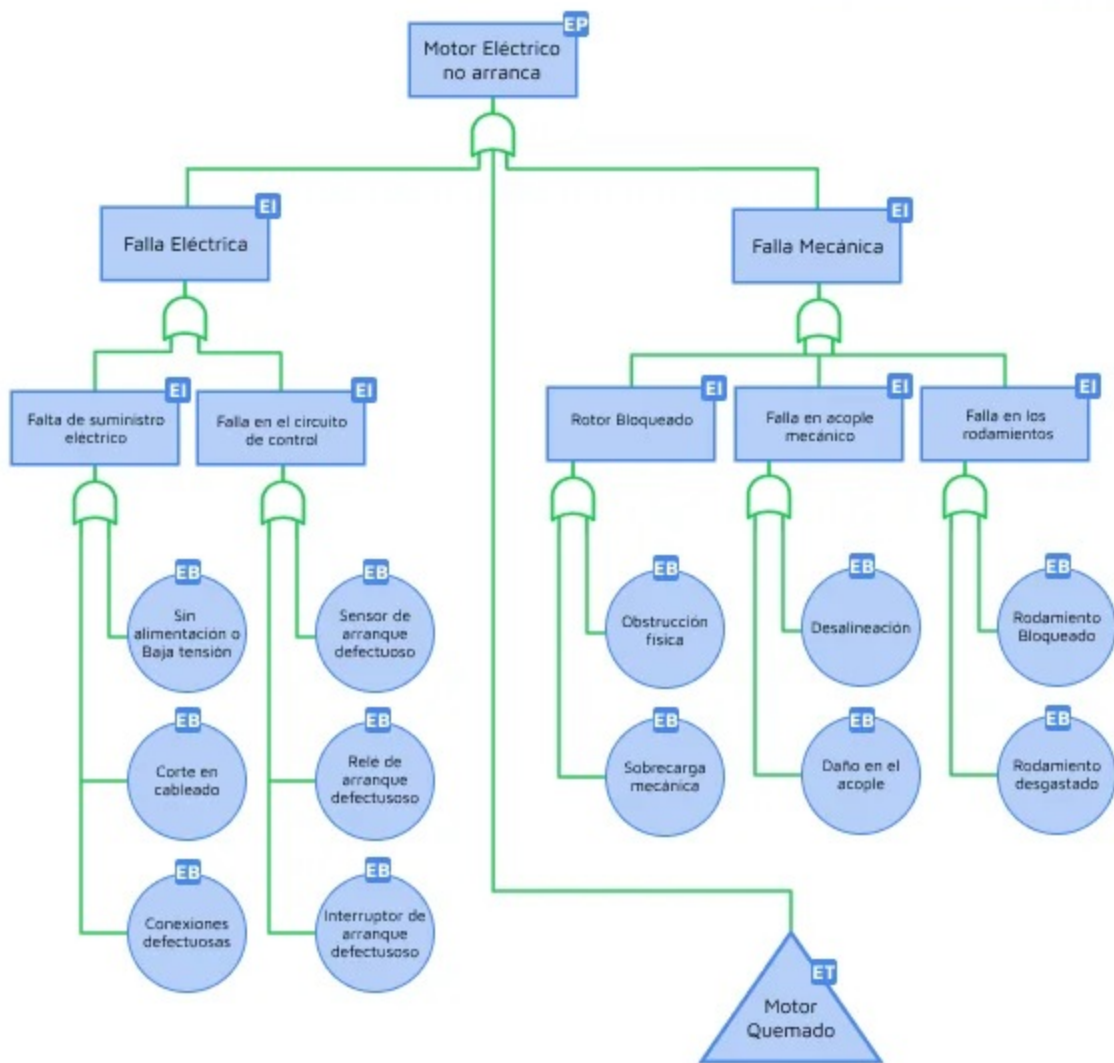 EP
Motor Eléctrico
no arranca
EI
Falla Eléctrica
EI
Falla Mecánica
EI
Falta de suministro
eléctrico
EI
Falla en el circuito
de control
EI
Rotor Bloqueado
EI
Falla en acople
mecánico
EI
Falla en los
rodamientos
EB
Sin
alimentación o
Baja tensión
EB
Sensor de
arranque
defectuoso
EB
Obstrucción
física
EB
Desalineación
EB
Rodamiento
Bloqueado
EB
Corte en
cableado
EB
Relé de
arranque
defectusoso
EB
Sobrecarga
mecánica
EB
Daño en el
acople
EB
Rodamiento
desgastado
EB
Conexiones
defectuosas
EB
Interruptor de
arranque
defectusoso
ET
Motor
Quemado